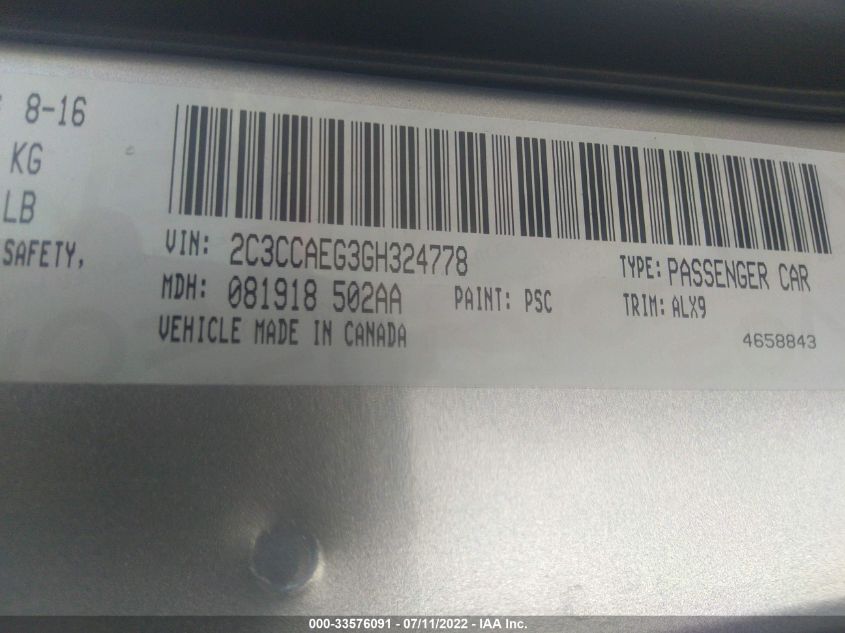 8-16
KG
LB
SAFETY,
VIN: 2C3CCAEG3GH324778
TYPE: PASSENGER CAR
MDH: 081918 502AA
PAINT: PSC
TRIM: ALX9
VEHICLE MADE IN CANADA
4658843
000-33576091 - 07/11/2022 - IAA Inc.